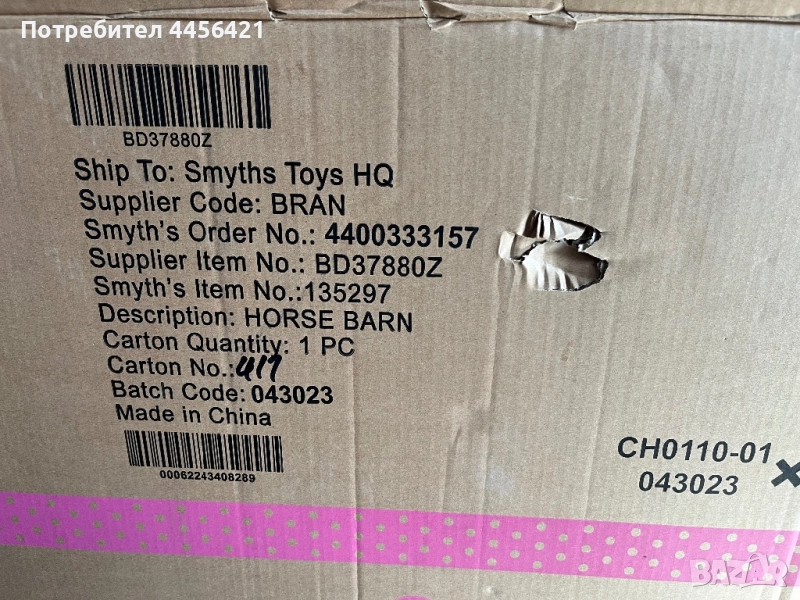 Потребител 4456421
BD37880Z
Ship To: Smyths Toys HQ
Supplier Code: BRAN
Smyth's Order No.: 4400333157
Supplier Item No.: BD37880Z
Smyth's Item No.:135297
Description: HORSE BARN
Carton Quantity: 1 PC
Carton No.: 417
Batch Code: 043023
Made in China
00062243408289
CH0110-01
043023
BAZAR